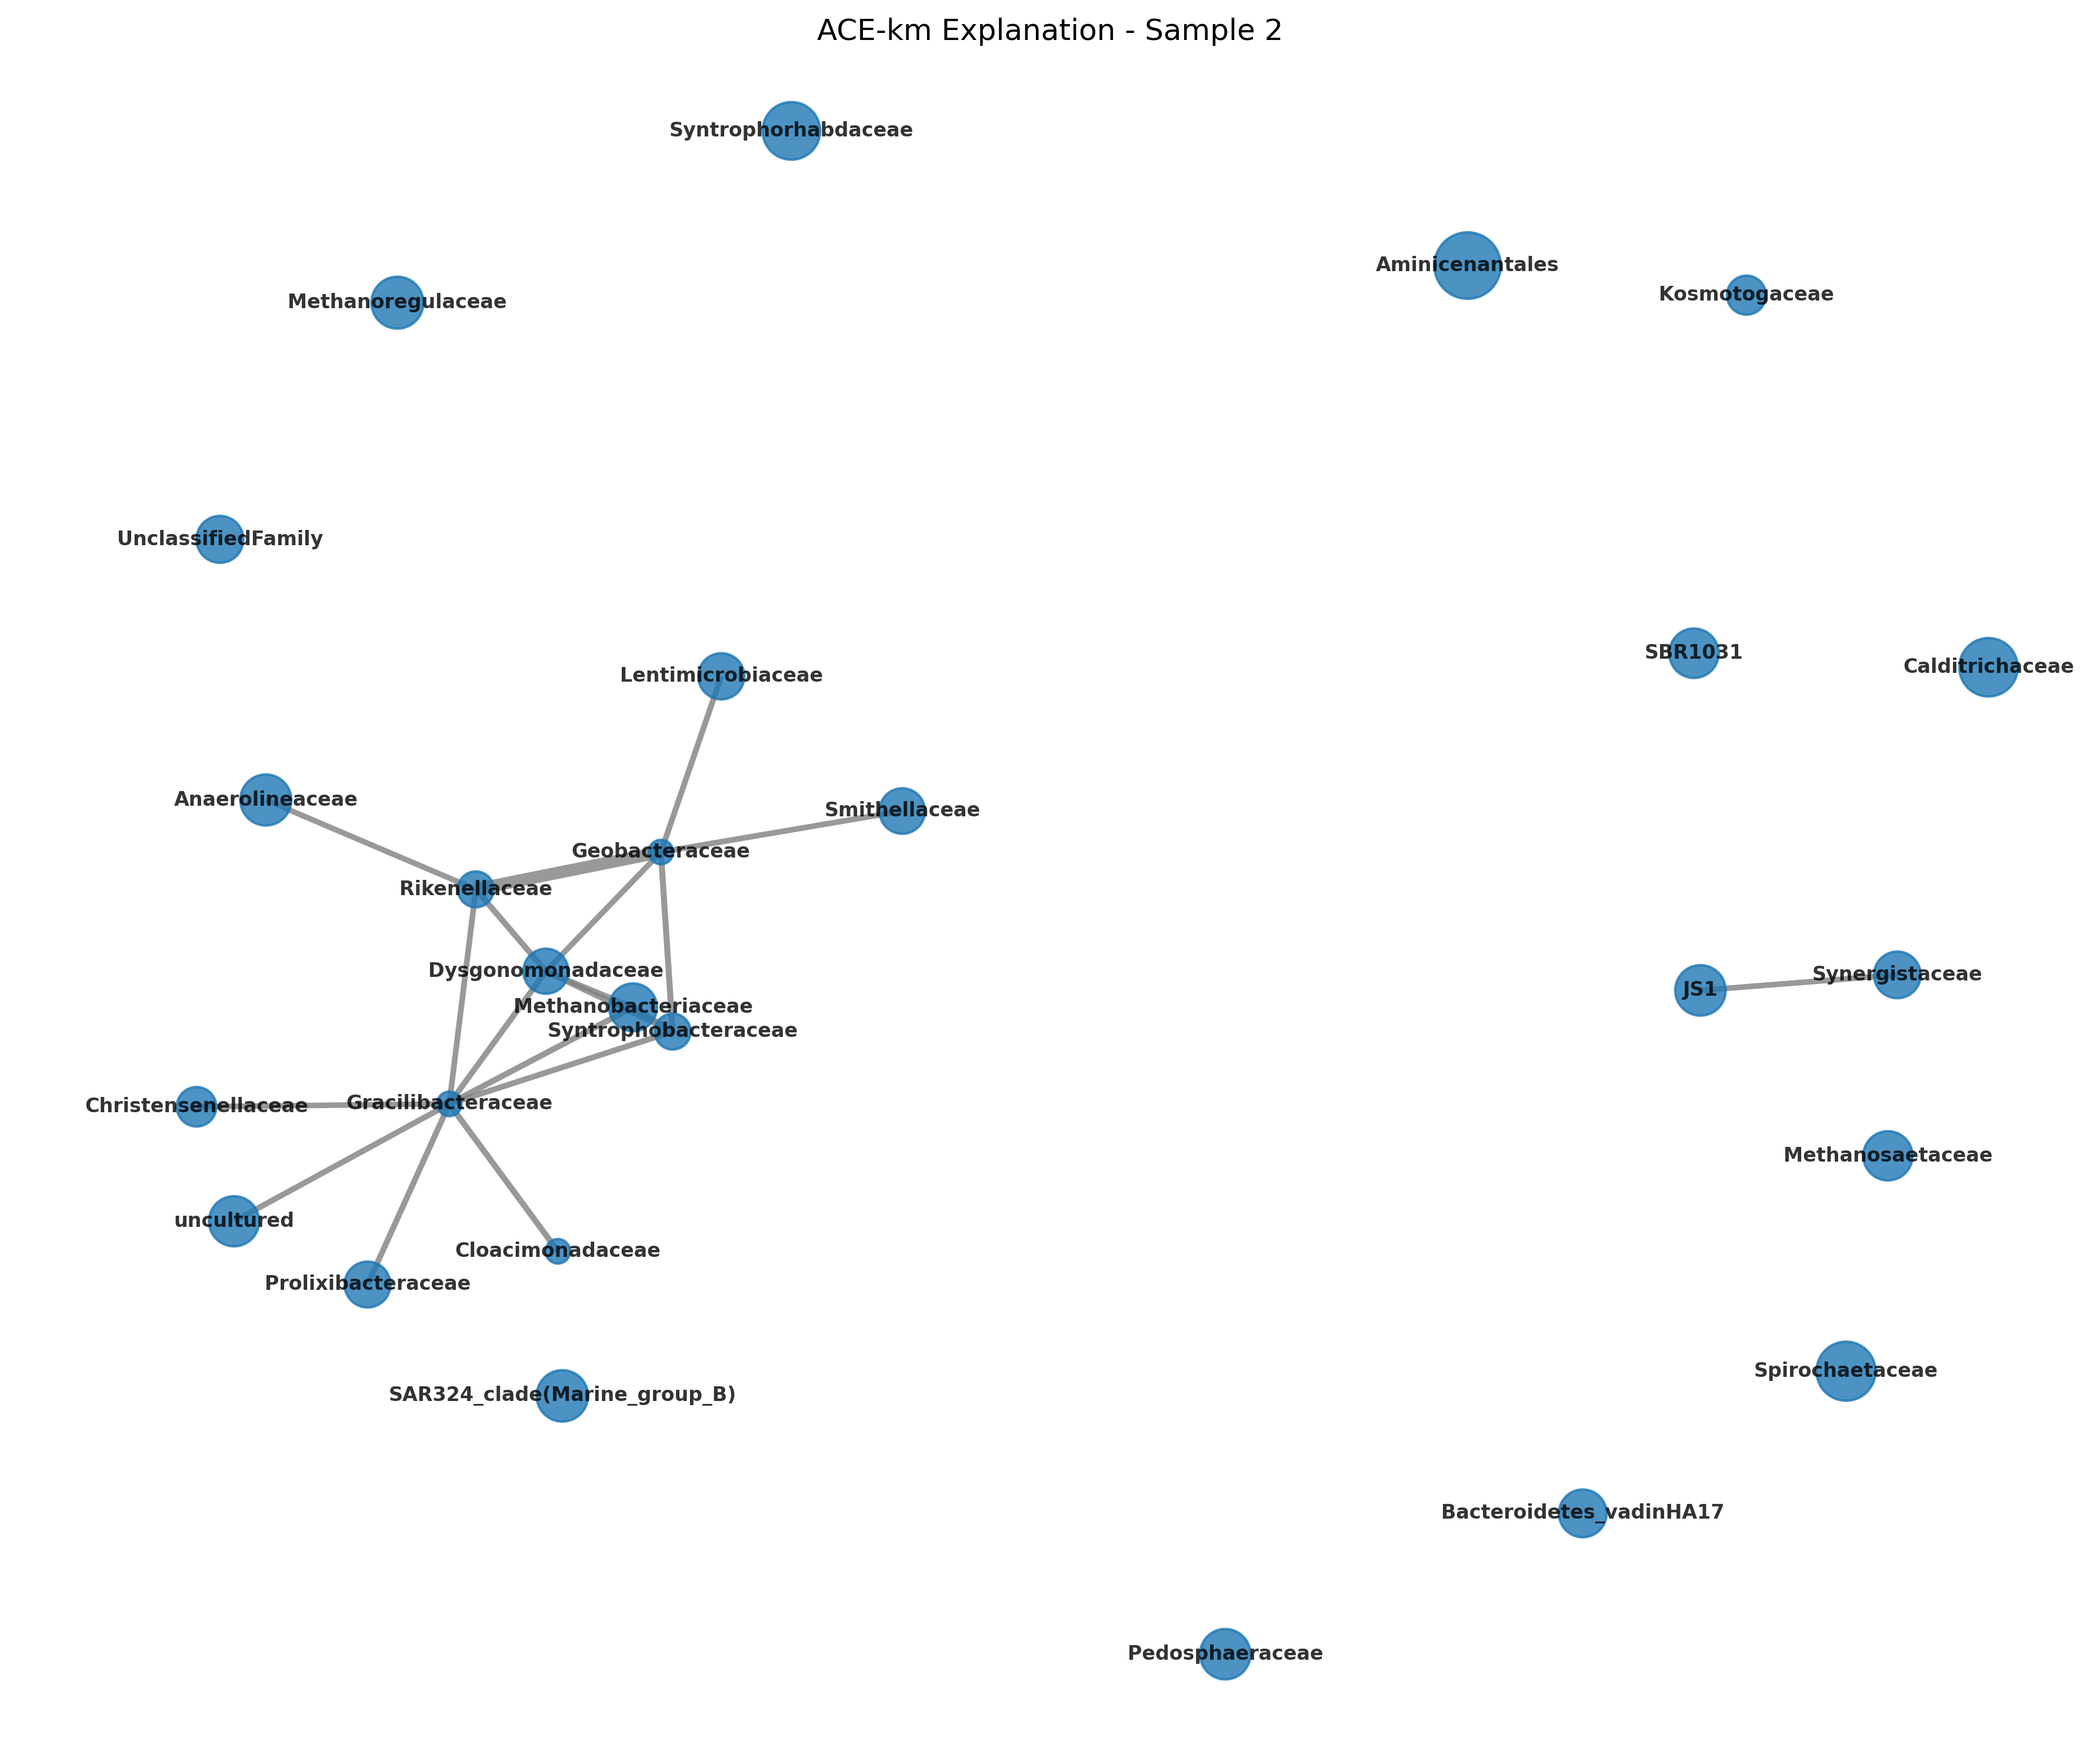 ACE-km Explanation - Sample 2
Syntrophorhabdaceae
Aminicenantales
Kosmotogaceae
Methanoregulaceae
UnclassifiedFamily
SBR1031
Calditrichaceae
Lentimicrobiaceae
Anaerolineaceae
Smithellaceae
Geobacteraceae
Rikenellaceae
Dysgonomonadaceae
Synergistaceae
JS1
Methanobacteriaceae
Syntrophobacteraceae
Gracilibacteraceae
Christensenellaceae
Methanosaetaceae
uncultured
Cloacimonadaceae
Prolixibacteraceae
Spirochaetaceae
SAR324_clade(Marine_group_B)
Bacteroidetes_vadinHA17
Pedosphaeraceae